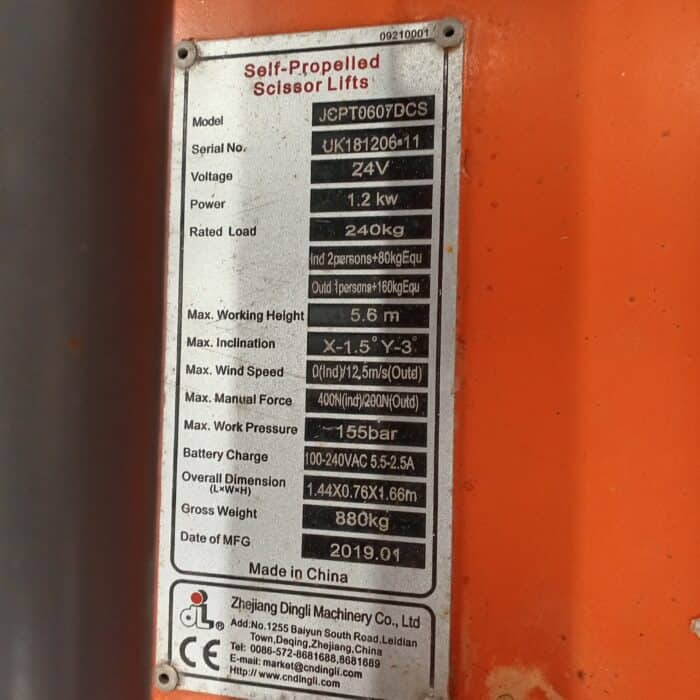 09210001
Self-Propelled
Scissor Lifts
Model JCPT0607DCS
Serial No. UK181206-11
Voltage 24V
Power 1.2 kw
Rated Load 240kg
Ind 2persons+80kgEqu
Outd 1persons+160kgEqu
Max. Working Height 5.6 m
Max. Inclination X-1.5° Y-3°
Max. Wind Speed 0(Ind)/12.5m/s(Outd)
Max. Manual Force 400N(ind)/200N(Outd)
Max. Work Pressure 155bar
Battery Charge 100-240VAC 5.5-2.5A
Overall Dimension 1.44X0.76X1.66m
(L×W×H)
Gross Weight 880kg
Date of MFG 2019.01
Made in China
Zhejiang Dingli Machinery Co., Ltd
Add:No.1255 Baiyun South Road.Leidian
Town,Deqing,Zhejiang,China
Tel: 0086-572-8681688,8681689
E-mail: market@cndingli.com
Http://www.cndingli.com
CE